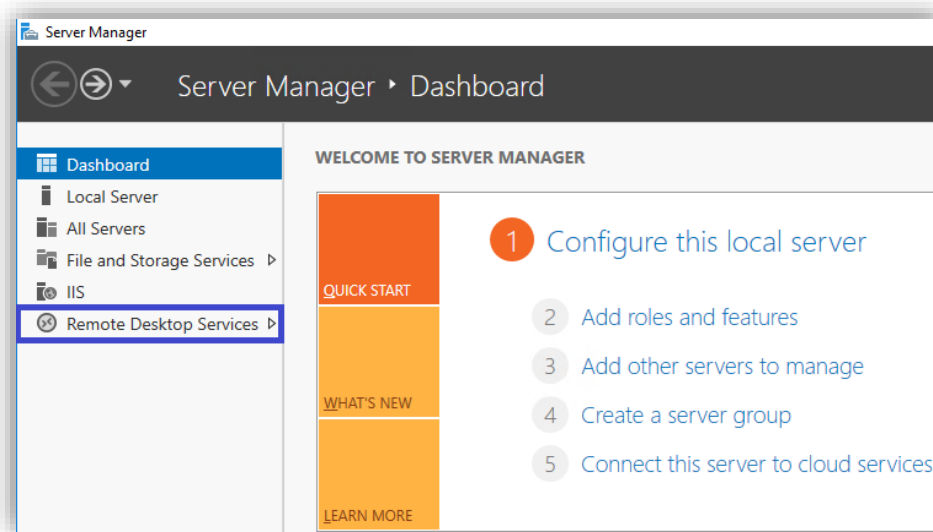 Server Manager
Server Manager ‣ Dashboard
Dashboard
Local Server
All Servers
File and Storage Services
IIS
Remote Desktop Services
WELCOME TO SERVER MANAGER
QUICK START
WHAT'S NEW
LEARN MORE
1 Configure this local server
2 Add roles and features
3 Add other servers to manage
4 Create a server group
5 Connect this server to cloud services